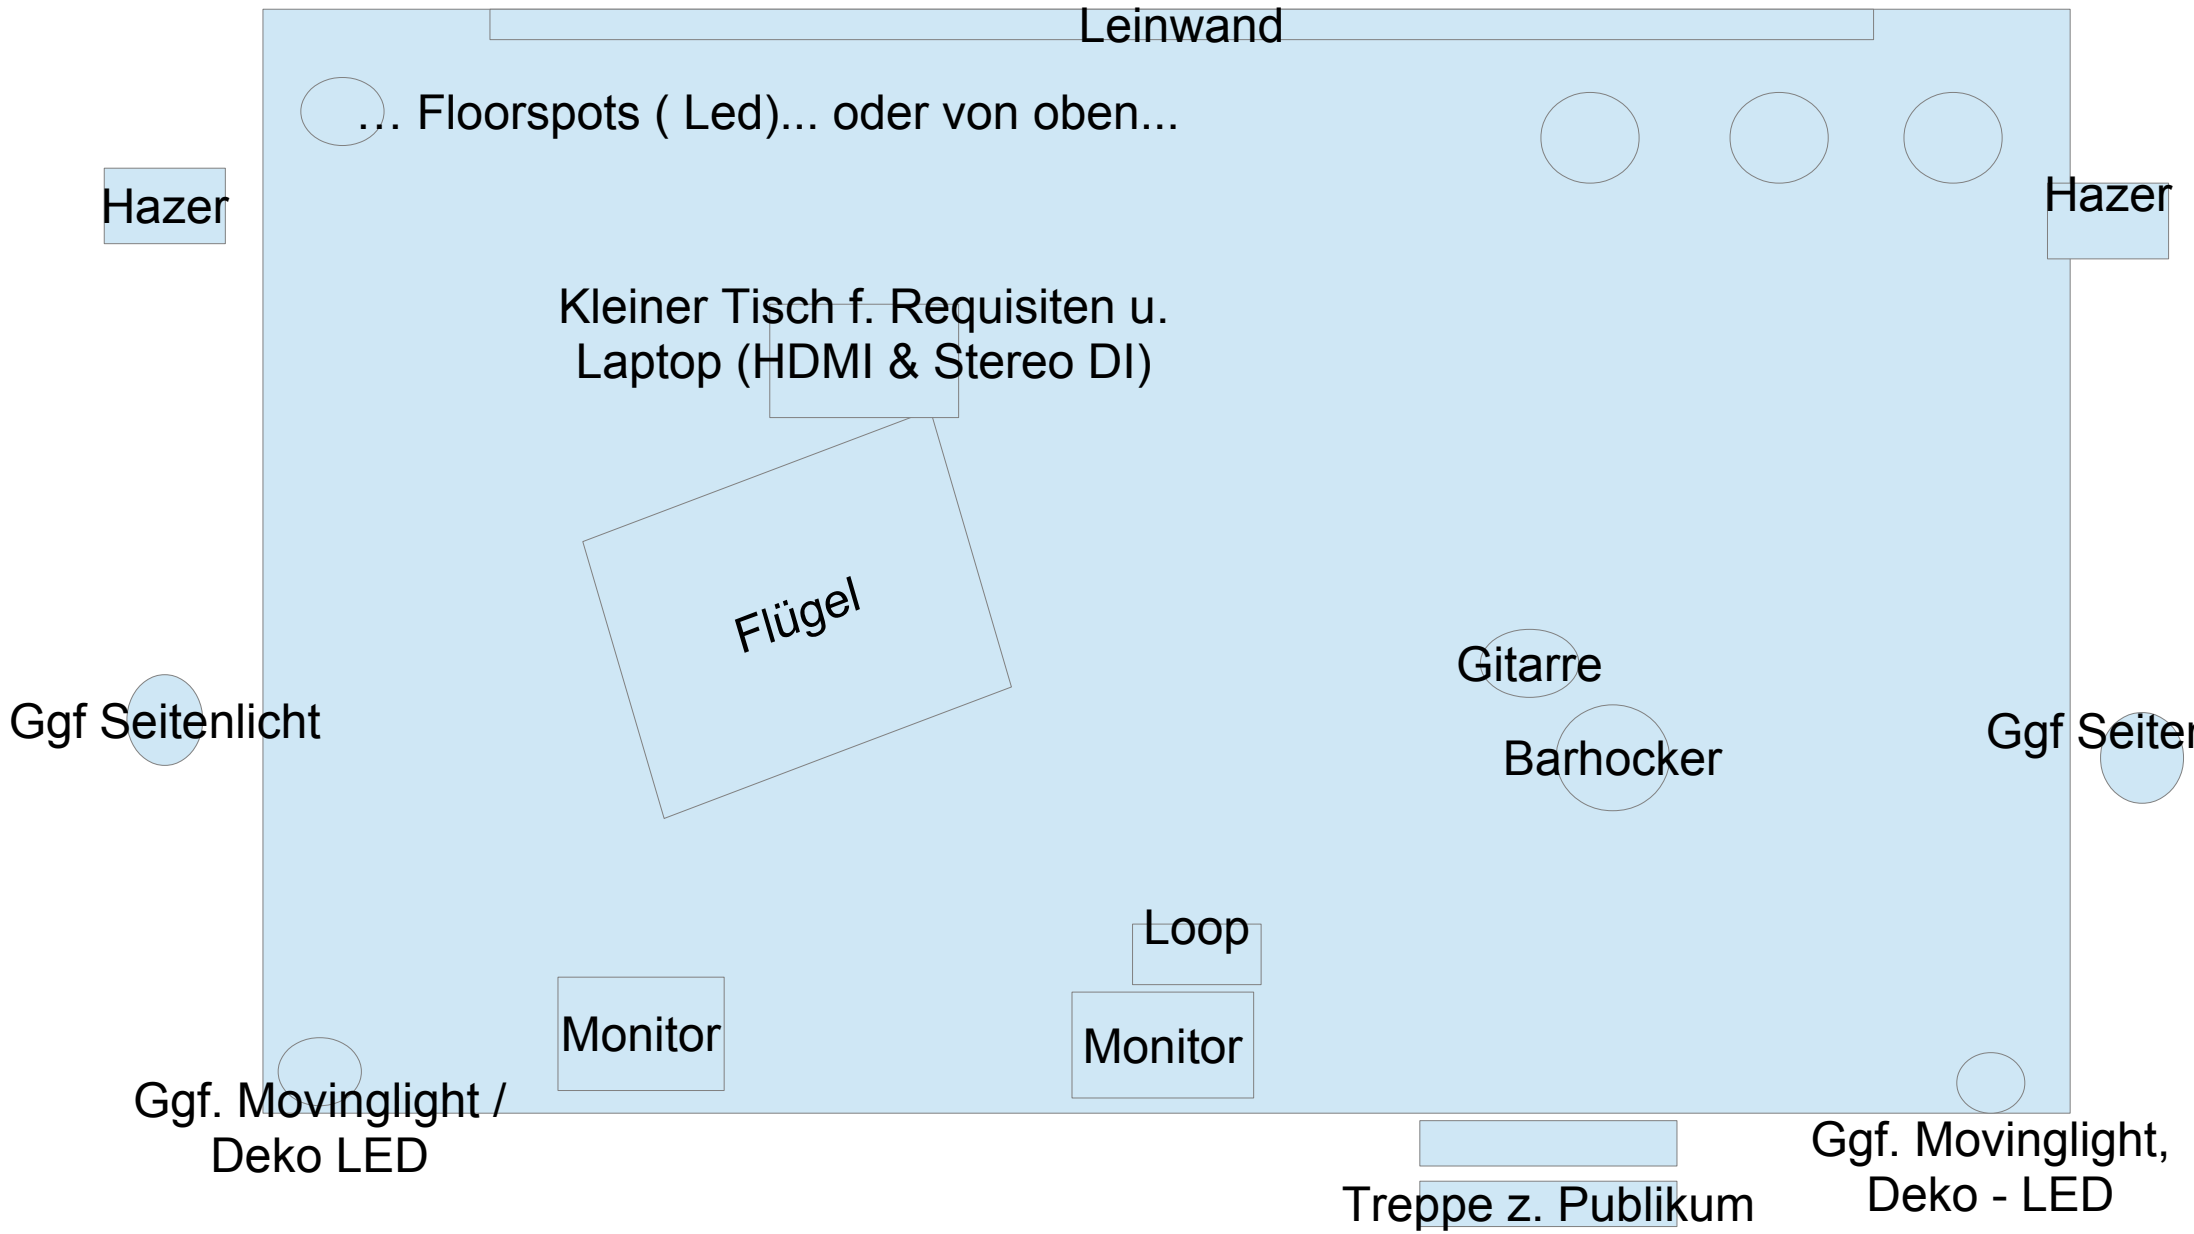 Leinwand
… Floorspots ( Led)... oder von oben...
Hazer
Hazer
Kleiner Tisch f. Requisiten u.
Laptop (HDMI & Stereo DI)
Flügel
Gitarre
Ggf Seitenlicht
Barhocker
Ggf Seiten
Loop
Monitor
Monitor
Ggf. Movinglight /
Deko LED
Ggf. Movinglight,
Deko - LED
Treppe z. Publikum